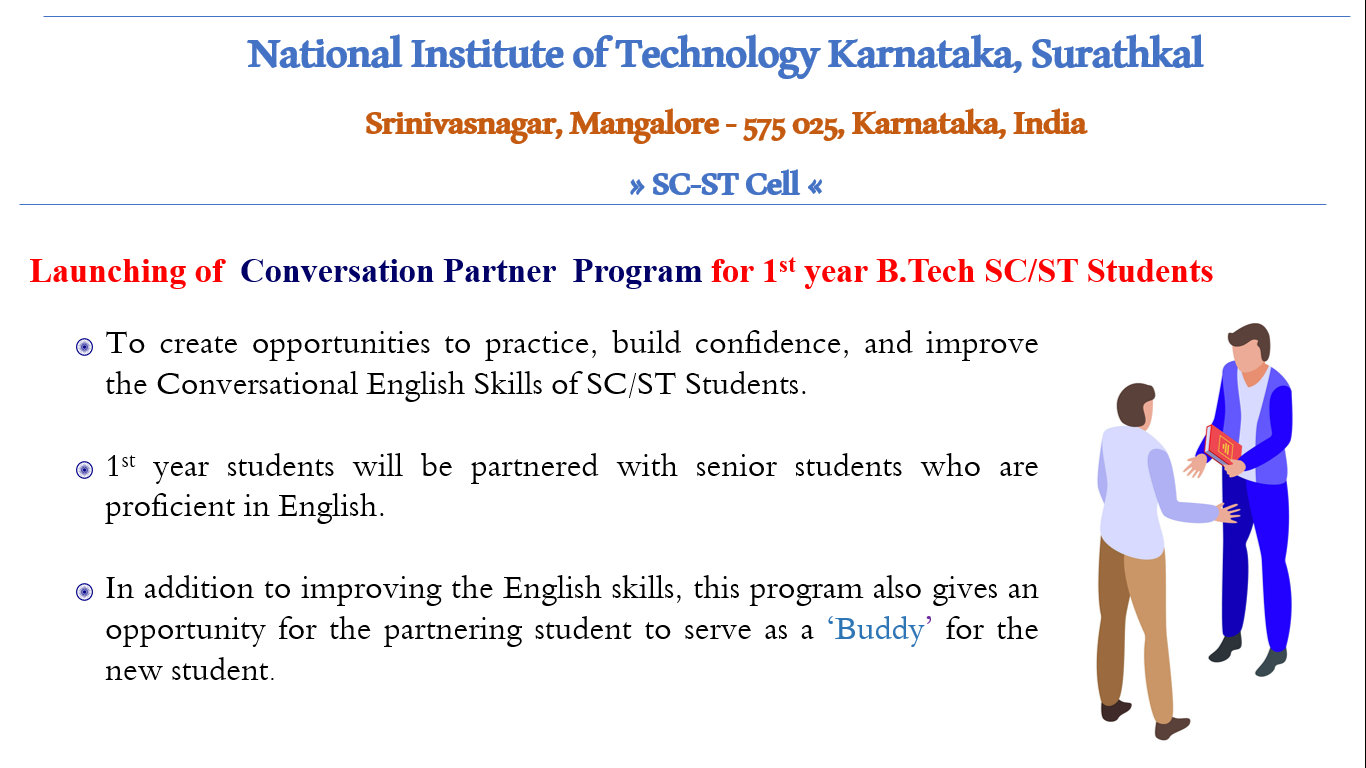 National Institute of Technology Karnataka, Surathkal
Srinivasnagar, Mangalore - 575 025, Karnataka, India
» SC-ST Cell «
Launching of Conversation Partner Program for 1st year B.Tech SC/ST Students
To create opportunities to practice, build confidence, and improve
the Conversational English Skills of SC/ST Students.
1st year students will be partnered with senior students who are
proficient in English.
In addition to improving the English skills, this program also gives an
opportunity for the partnering student to serve as a ‘Buddy’ for the
new student.